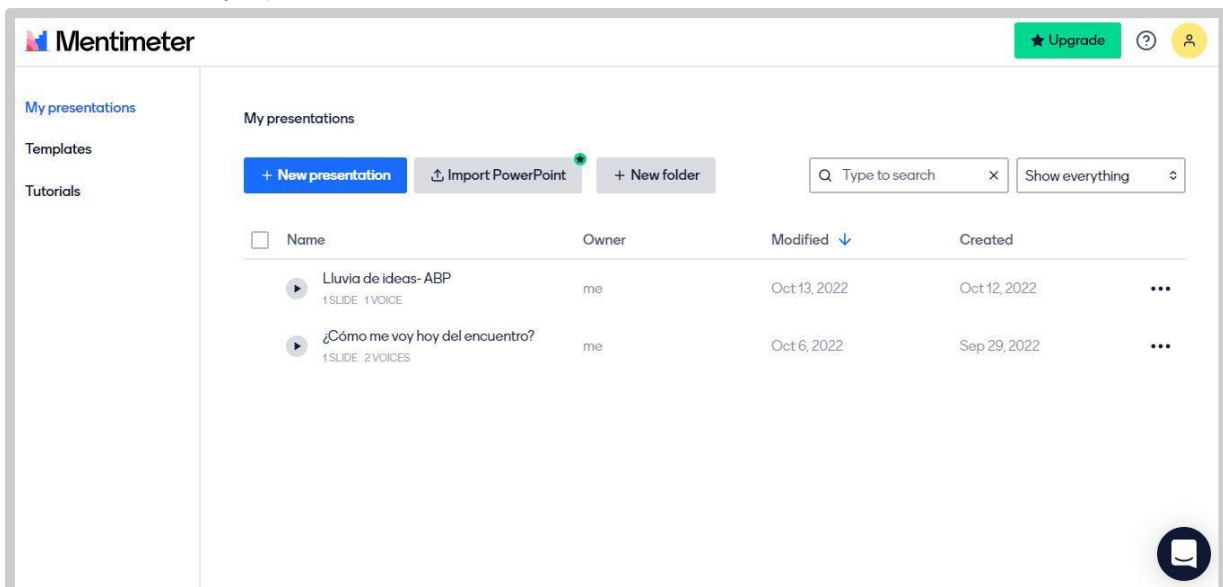 Mentimeter
Upgrade
My presentations
Templates
Tutorials
My presentations
+ New presentation
Import PowerPoint
+ New folder
Type to search
Show everything
Name Owner Modified Created
Lluvia de ideas- ABP
1 SLIDE 1 VOICE
me Oct 13, 2022 Oct 12, 2022
¿Cómo me voy hoy del encuentro?
1 SLIDE 2 VOICES
me Oct 6, 2022 Sep 29, 2022